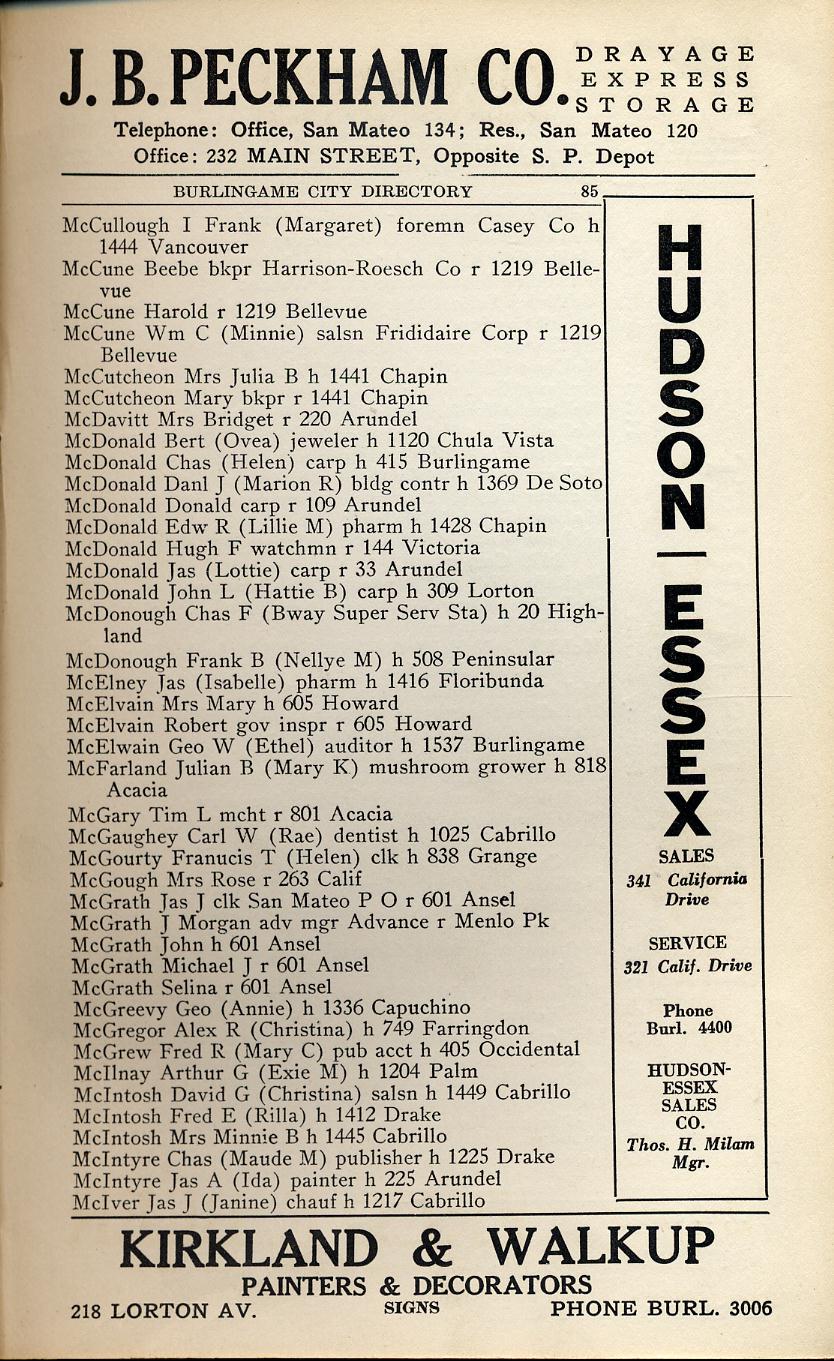 J. B. PECKHAM CO.
DRAYAGE
EXPRESS
STORAGE
Telephone: Office, San Mateo 134; Res., San Mateo 120
Office: 232 MAIN STREET, Opposite S. P. Depot
BURLINGAME CITY DIRECTORY 85
McCullough I Frank (Margaret) foremn Casey Co h
1444 Vancouver
McCune Beebe bkpr Harrison-Roesch Co r 1219 Belle-
vue
McCune Harold r 1219 Bellevue
McCune Wm C (Minnie) salsn Frididaire Corp r 1219
Bellevue
McCutcheon Mrs Julia B h 1441 Chapin
McCutcheon Mary bkpr r 1441 Chapin
McDavitt Mrs Bridget r 220 Arundel
McDonald Bert (Ovea) jeweler h 1120 Chula Vista
McDonald Chas (Helen) carp h 415 Burlingame
McDonald Danl J (Marion R) bldg contr h 1369 De Soto
McDonald Donald carp r 109 Arundel
McDonald Edw R (Lillie M) pharm h 1428 Chapin
McDonald Hugh F watchmn r 144 Victoria
McDonald Jas (Lottie) carp r 33 Arundel
McDonald John L (Hattie B) carp h 309 Lorton
McDonough Chas F (Bway Super Serv Sta) h 20 High-
land
McDonough Frank B (Nellye M) h 508 Peninsular
McElney Jas (Isabelle) pharm h 1416 Floribunda
McElvain Mrs Mary h 605 Howard
McElvain Robert gov inspr r 605 Howard
McElwain Geo W (Ethel) auditor h 1537 Burlingame
McFarland Julian B (Mary K) mushroom grower h 818
Acacia
McGary Tim L mcht r 801 Acacia
McGaughey Carl W (Rae) dentist h 1025 Cabrillo
McGourty Franucis T (Helen) clk h 838 Grange
McGough Mrs Rose r 263 Calif
McGrath Jas J clk San Mateo P O r 601 Ansel
McGrath J Morgan adv mgr Advance r Menlo Pk
McGrath John h 601 Ansel
McGrath Michael J r 601 Ansel
McGrath Selina r 601 Ansel
McGreevy Geo (Annie) h 1336 Capuchino
McGregor Alex R (Christina) h 749 Farringdon
McGrew Fred R (Mary C) pub acct h 405 Occidental
McIlnay Arthur G (Exie M) h 1204 Palm
McIntosh David G (Christina) salsn h 1449 Cabrillo
McIntosh Fred E (Rilla) h 1412 Drake
McIntosh Mrs Minnie B h 1445 Cabrillo
McIntyre Chas (Maude M) publisher h 1225 Drake
McIntyre Jas A (Ida) painter h 225 Arundel
McIver Jas J (Janine) chauf h 1217 Cabrillo
HUDSON | ESSEX
SALES
341 California
Drive
SERVICE
321 Calif. Drive
Phone
Burl. 4400
HUDSON-
ESSEX
SALES
CO.
Thos. H. Milam
Mgr.
KIRKLAND & WALKUP
PAINTERS & DECORATORS
218 LORTON AV. SIGNS PHONE BURL. 3006